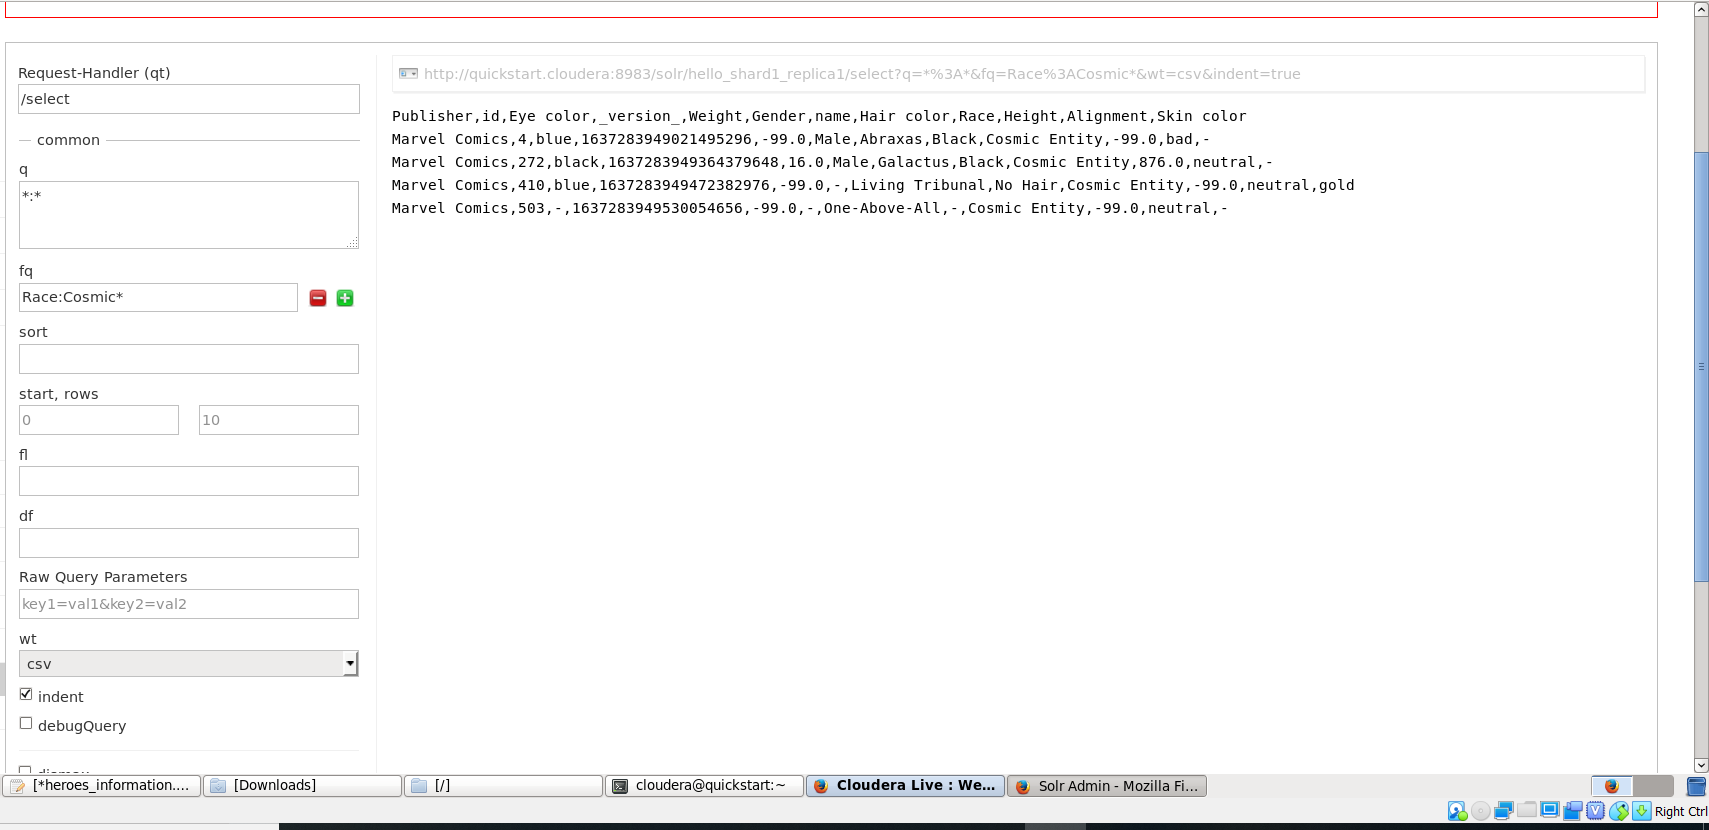 Request-Handler (qt)
/select
common
q
*:*
fq
Race:Cosmic*
sort
start, rows
0 10
fl
df
Raw Query Parameters
key1=val1&key2=val2
wt
csv
indent
debugQuery
http://quickstart.cloudera:8983/solr/hello_shard1_replica1/select?q=*%3A*&fq=Race%3ACosmic*&wt=csv&indent=true
Publisher,id,Eye color,_version_,Weight,Gender,name,Hair color,Race,Height,Alignment,Skin color
Marvel Comics,4,blue,1637283949021495296,-99.0,Male,Abraxas,Black,Cosmic Entity,-99.0,bad,-
Marvel Comics,272,black,1637283949364379648,16.0,Male,Galactus,Black,Cosmic Entity,876.0,neutral,-
Marvel Comics,410,blue,1637283949472382976,-99.0,-,Living Tribunal,No Hair,Cosmic Entity,-99.0,neutral,gold
Marvel Comics,503,-,1637283949530054656,-99.0,-,One-Above-All,-,Cosmic Entity,-99.0,neutral,-
[*heroes_information.... [Downloads] [/] cloudera@quickstart:~ Cloudera Live : We... Solr Admin - Mozilla Fi...
Right Ctrl